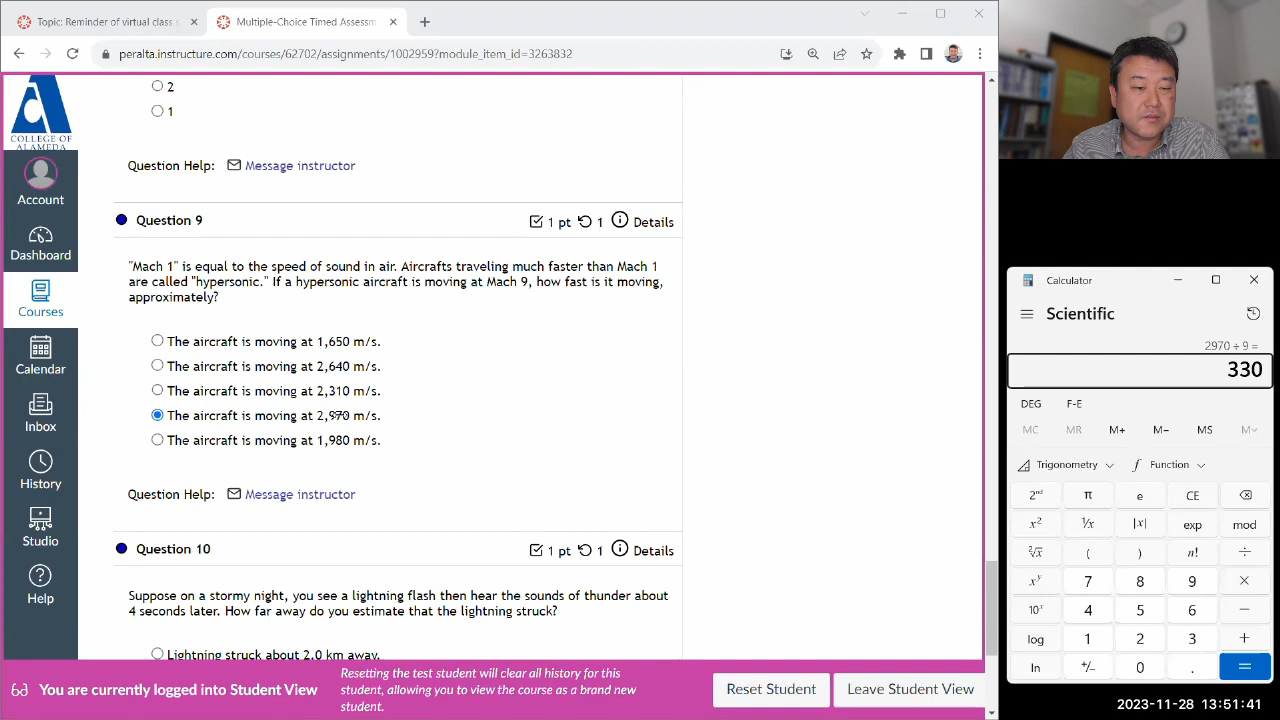 Topic: Reminder of virtual class s
Multiple-Choice Timed Assessm
peralta.instructure.com/courses/62702/assignments/1002959?module_item_id=3263832
COLLEGE OF
ALAMEDA
Account
Dashboard
Courses
Calendar
Inbox
History
Studio
Help
2
1
Question Help: Message instructor
Question 9
1 pt 1 Details
"Mach 1" is equal to the speed of sound in air. Aircrafts traveling much faster than Mach 1
are called "hypersonic." If a hypersonic aircraft is moving at Mach 9, how fast is it moving,
approximately?
The aircraft is moving at 1,650 m/s.
The aircraft is moving at 2,640 m/s.
The aircraft is moving at 2,310 m/s.
The aircraft is moving at 2,970 m/s.
The aircraft is moving at 1,980 m/s.
Question Help: Message instructor
Question 10
1 pt 1 Details
Suppose on a stormy night, you see a lightning flash then hear the sounds of thunder about
4 seconds later. How far away do you estimate that the lightning struck?
Lightning struck about 2.0 km away.
You are currently logged into Student View
Resetting the test student will clear all history for this
student, allowing you to view the course as a brand new
student.
Reset Student
Leave Student View
Calculator
Scientific
2970 ÷ 9 =
330
DEG F-E
MC MR M+ M− MS M˅
Trigonometry Function
2ⁿᵈ π e CE
x² ¹/x |x| exp mod
²√x ( ) n! ÷
xʸ 7 8 9 ×
10ˣ 4 5 6 −
log 1 2 3 +
ln +/− 0 . =
2023-11-28 13:51:41